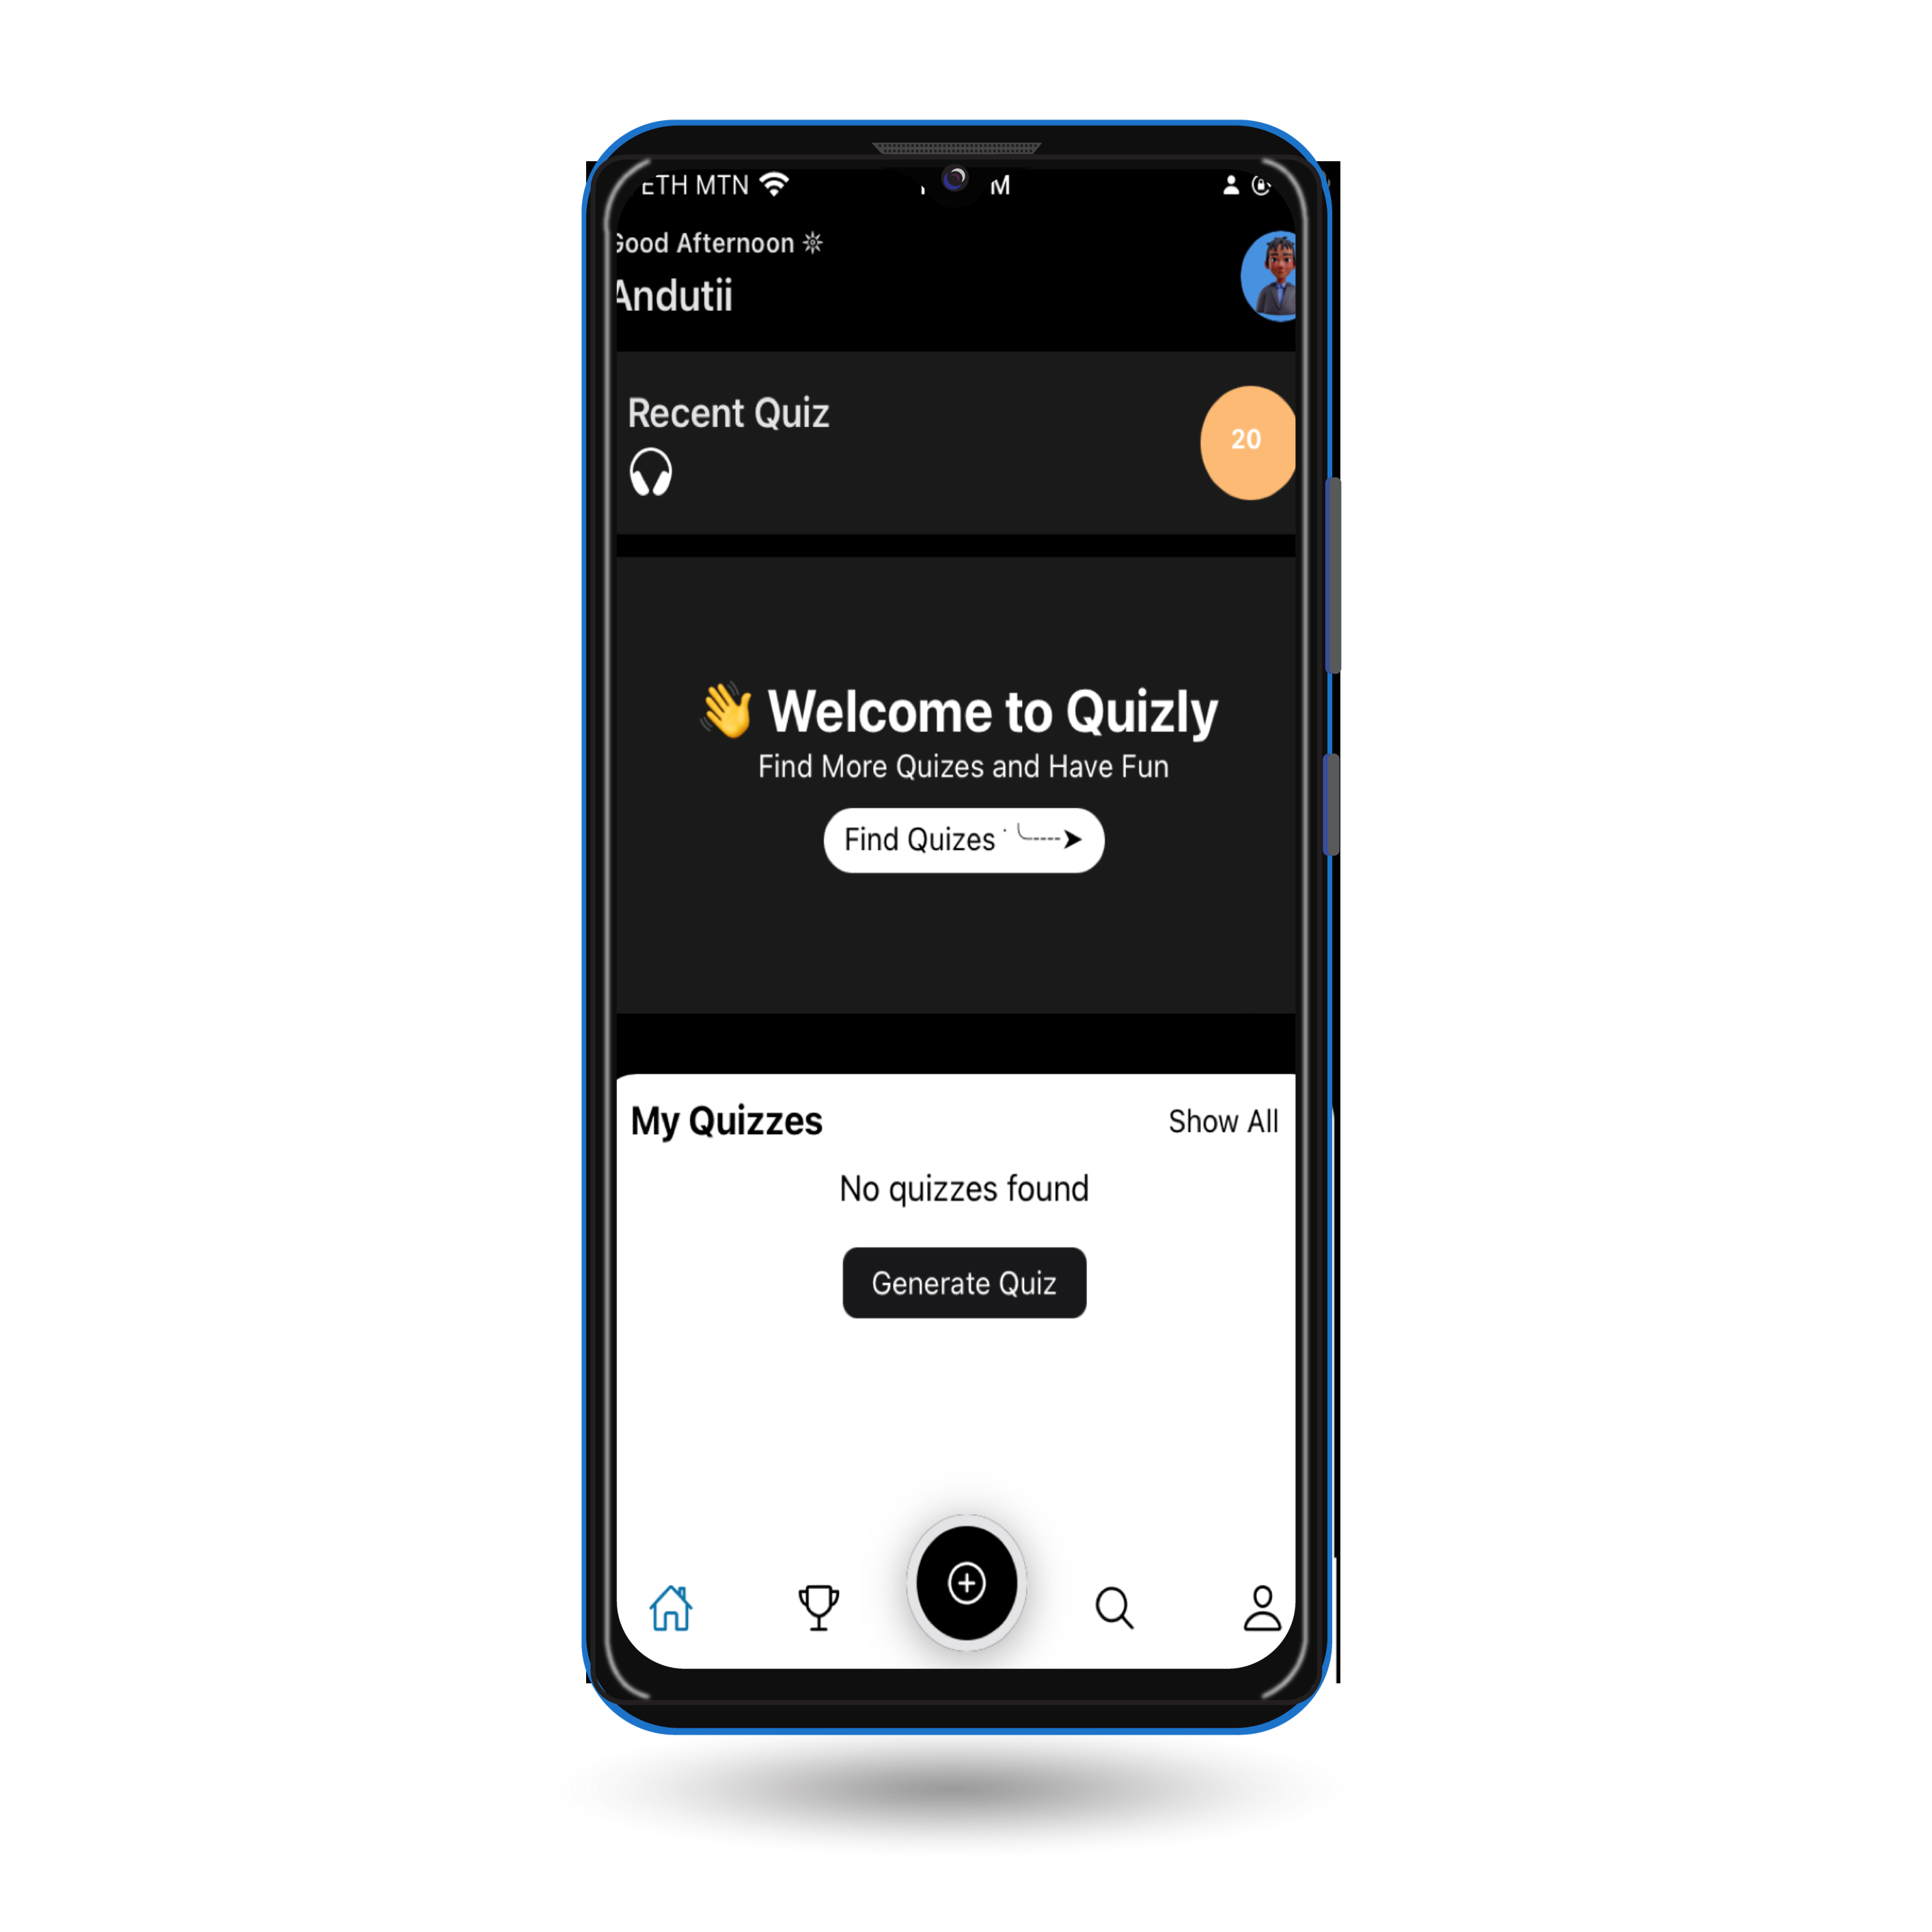 ETH MTN
M
Good Afternoon
Andutii
Recent Quiz
20
👋 Welcome to Quizly
Find More Quizes and Have Fun
Find Quizes
My Quizzes
Show All
No quizzes found
Generate Quiz